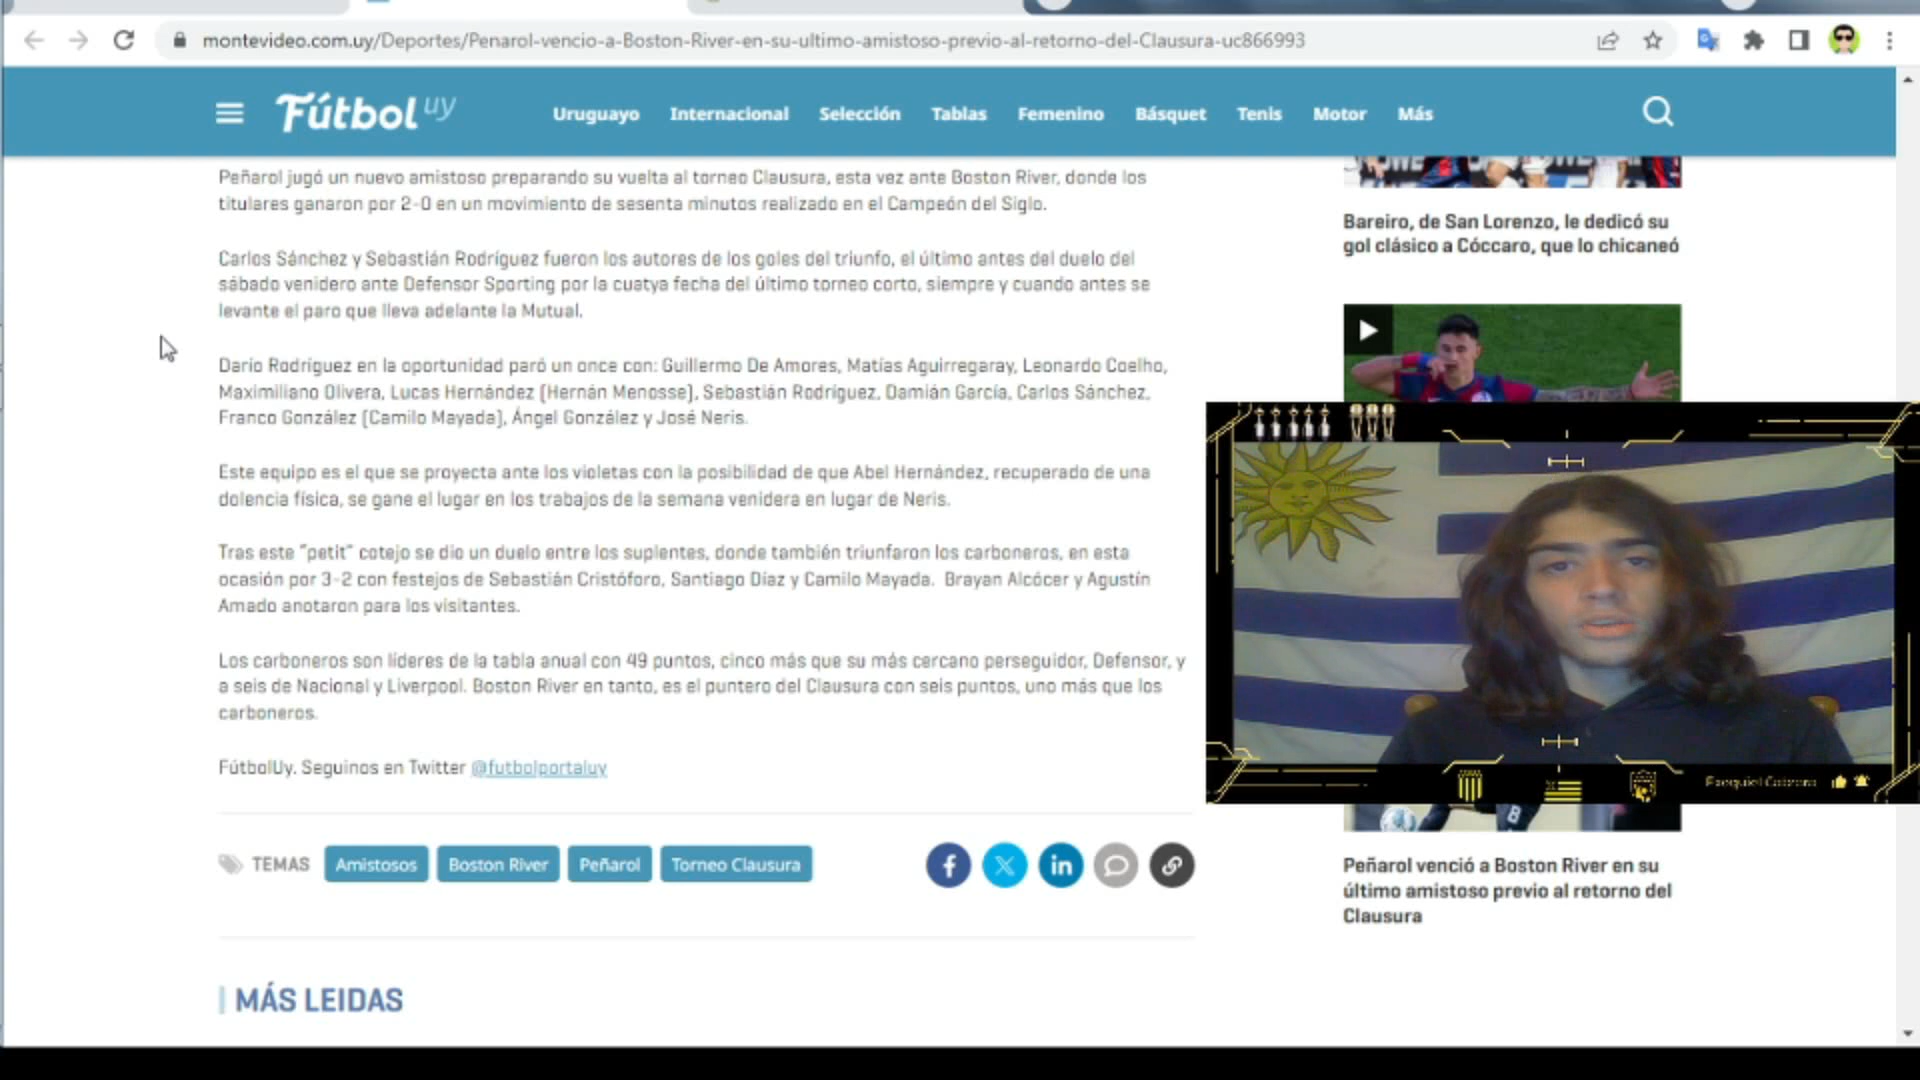 montevideo.com.uy/Deportes/Penarol-vencio-a-Boston-River-en-su-ultimo-amistoso-previo-al-retorno-del-Clausura-uc866993
Fútbol uy
Uruguayo Internacional Selección Tablas Femenino Básquet Tenis Motor Más
Peñarol jugó un nuevo amistoso preparando su vuelta al torneo Clausura, esta vez ante Boston River, donde los
titulares ganaron por 2-0 en un movimiento de sesenta minutos realizado en el Campeón del Siglo.
Carlos Sánchez y Sebastián Rodríguez fueron los autores de los goles del triunfo, el último antes del duelo del
sábado venidero ante Defensor Sporting por la cuatya fecha del último torneo corto, siempre y cuando antes se
levante el paro que lleva adelante la Mutual.
Darío Rodríguez en la oportunidad paró un once con: Guillermo De Amores, Matías Aguirregaray, Leonardo Coelho,
Maximiliano Olivera, Lucas Hernández (Hernán Menosse), Sebastián Rodríguez, Damián García, Carlos Sánchez,
Franco González (Camilo Mayada), Ángel González y José Neris.
Este equipo es el que se proyecta ante los violetas con la posibilidad de que Abel Hernández, recuperado de una
dolencia física, se gane el lugar en los trabajos de la semana venidera en lugar de Neris.
Tras este "petit" cotejo se dio un duelo entre los suplentes, donde también triunfaron los carboneros, en esta
ocasión por 3-2 con festejos de Sebastián Cristóforo, Santiago Díaz y Camilo Mayada. Brayan Alcócer y Agustín
Amado anotaron para los visitantes.
Los carboneros son líderes de la tabla anual con 49 puntos, cinco más que su más cercano perseguidor, Defensor, y
a seis de Nacional y Liverpool. Boston River en tanto, es el puntero del Clausura con seis puntos, uno más que los
carboneros.
FútbolUy. Seguinos en Twitter @futbolportaluy
TEMAS Amistosos Boston River Peñarol Torneo Clausura
MÁS LEIDAS
Bareiro, de San Lorenzo, le dedicó su
gol clásico a Cóccaro, que lo chicaneó
Ezequiel Cabrera
Peñarol venció a Boston River en su
último amistoso previo al retorno del
Clausura